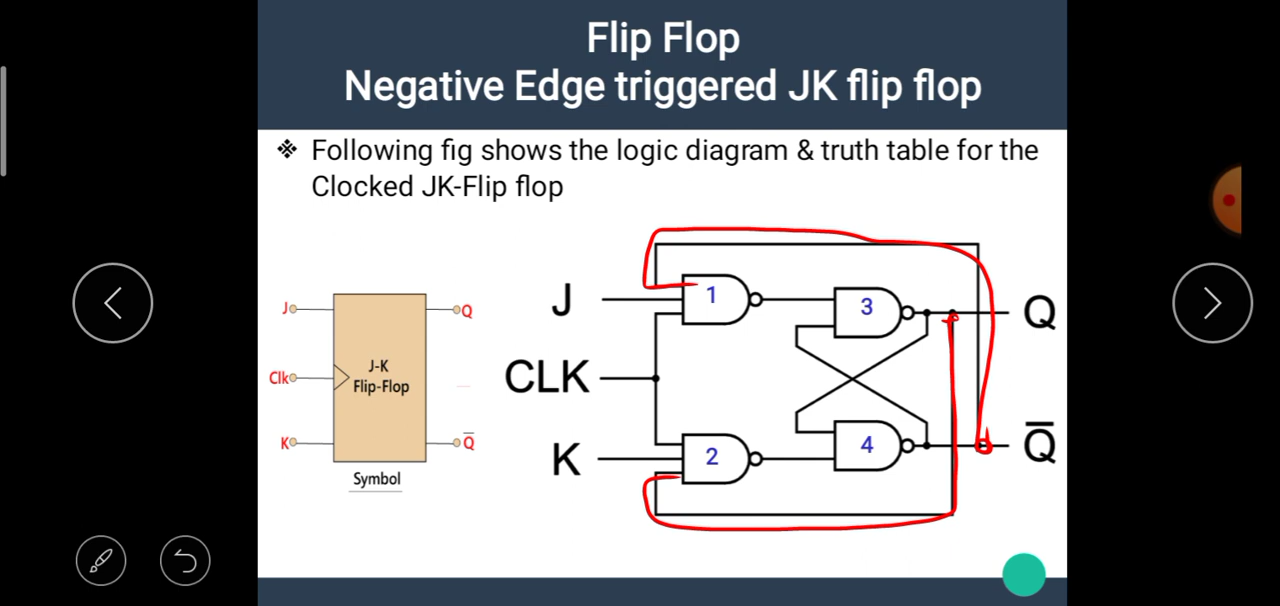 Flip Flop
Negative Edge triggered JK flip flop
❖ Following fig shows the logic diagram & truth table for the
Clocked JK-Flip flop
J
Clk
K
J-K
Flip-Flop
Q
Q̅
Symbol
J
CLK
K
1
2
3
4
Q
Q̅